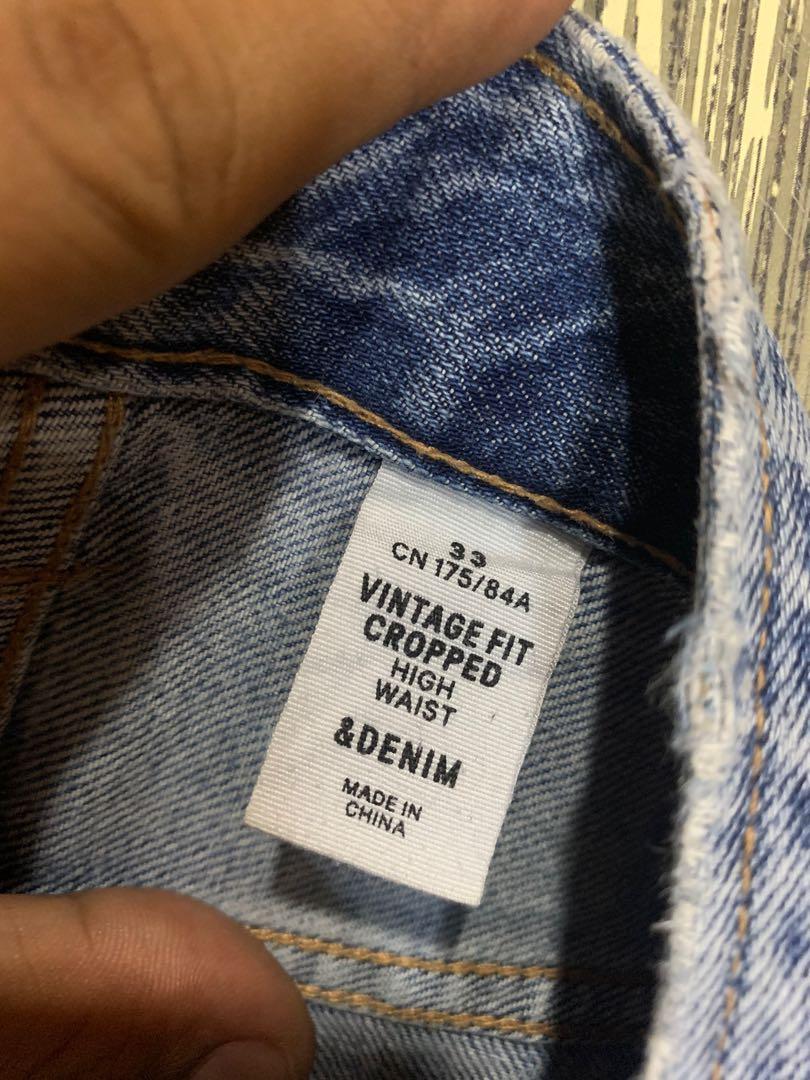 33
CN 175/84A
VINTAGE FIT
CROPPED
HIGH
WAIST
&DENIM
MADE IN
CHINA